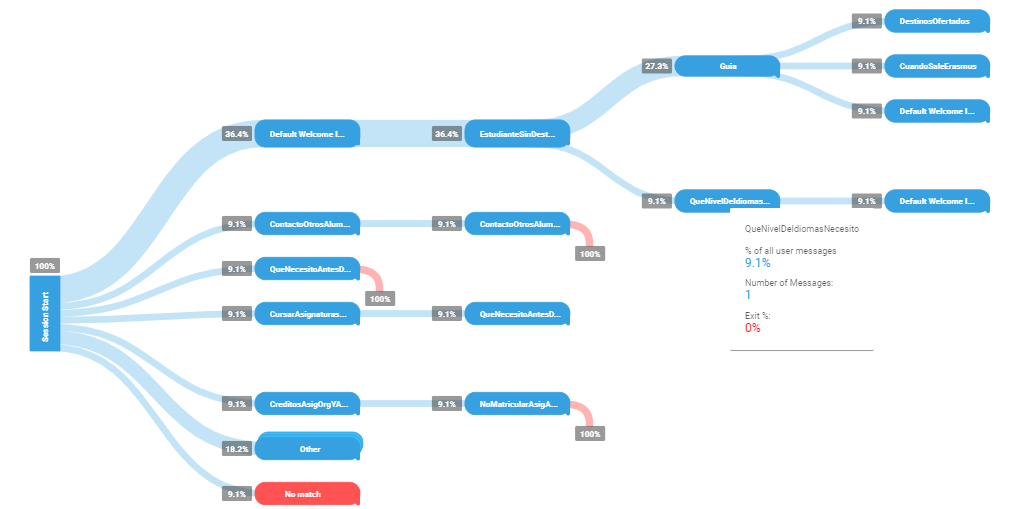 9.1%
DestinosOfertados
27.3%
Guia
9.1%
CuandoSaleErasmus
9.1%
Default Welcome I...
36.4%
Default Welcome I...
36.4%
EstudianteSinDest...
9.1%
QueNivelDeIdiomas...
9.1%
Default Welcome I...
9.1%
ContactoOtrosAlum...
9.1%
ContactoOtrosAlum...
100%
QueNivelDeIdiomasNecesito
% of all user messages
9.1%
Number of Messages:
1
Exit %:
0%
100%
Session Start
9.1%
QueNecesitoAntesD...
100%
9.1%
CursarAsignaturas...
9.1%
QueNecesitoAntesD...
9.1%
CreditosAsigOrgYA...
9.1%
NoMatricularAsigA...
100%
18.2%
Other
9.1%
No match